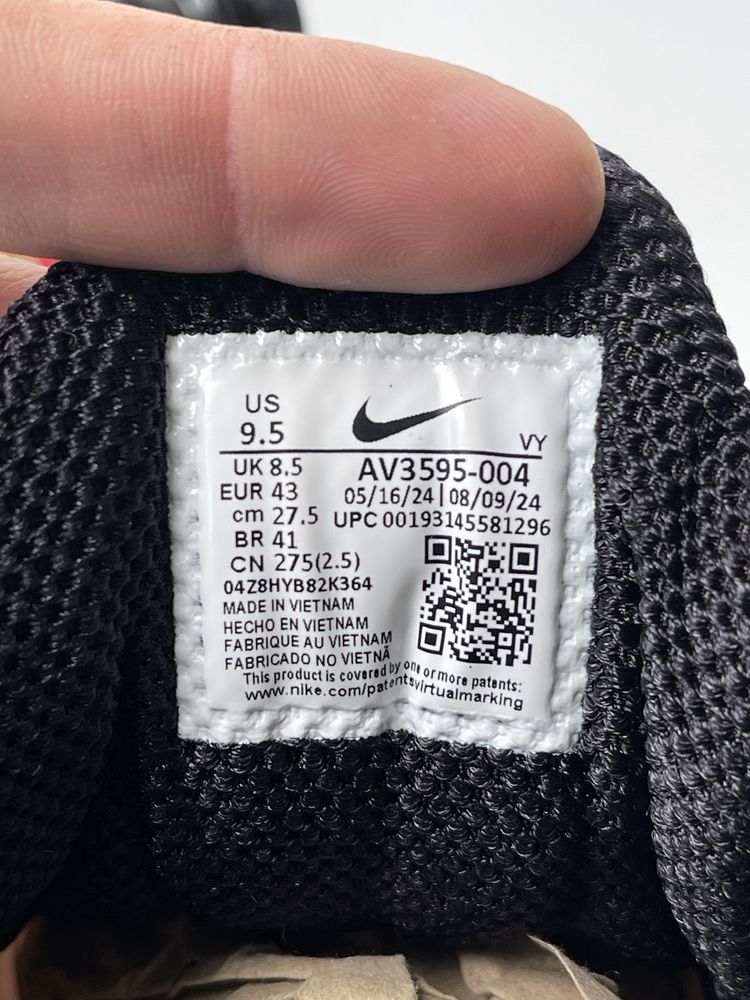 US
9.5
VY
UK 8.5
AV3595-004
EUR 43
05/16/24 | 08/09/24
cm 27.5
UPC 00193145581296
BR 41
CN 275(2.5)
04Z8HYB82K364
MADE IN VIETNAM
HECHO EN VIETNAM
FABRIQUE AU VIETNAM
FABRICADO NO VIETNÃ
This product is covered by one or more patents:
www.nike.com/patentsvirtualmarking